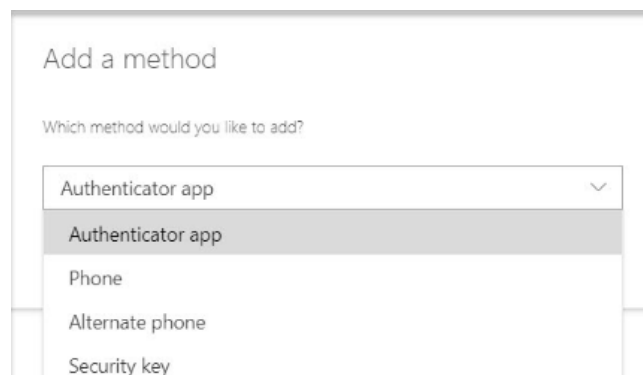 Add a method
Which method would you like to add?
Authenticator app
Authenticator app
Phone
Alternate phone
Security key